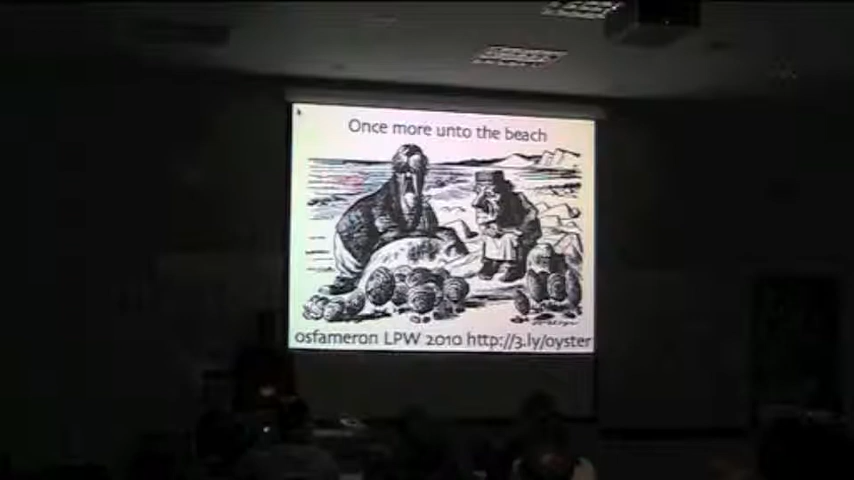 Once more unto the beach
osfameron LPW 2010 http://3.ly/oyster